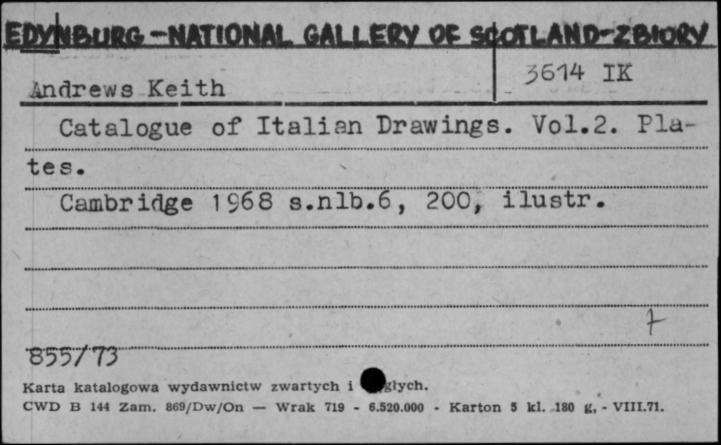 EDYNBURG-NATIONAL GALLERY OF SCOTLAND-ZBIORY
3614 IK
Andrews Keith
Catalogue of Italian Drawings. Vol.2. Pla-
tes.
Cambridge 1968 s.nlb.6, 200, ilustr.
7
855/73
Karta katalogowa wydawnictw zwartych i
CWD B 144 Zam. 869/Dw/On — Wrak 719 - 6.520.000 - Karton 5 kl. 180 g. - VIII.71.